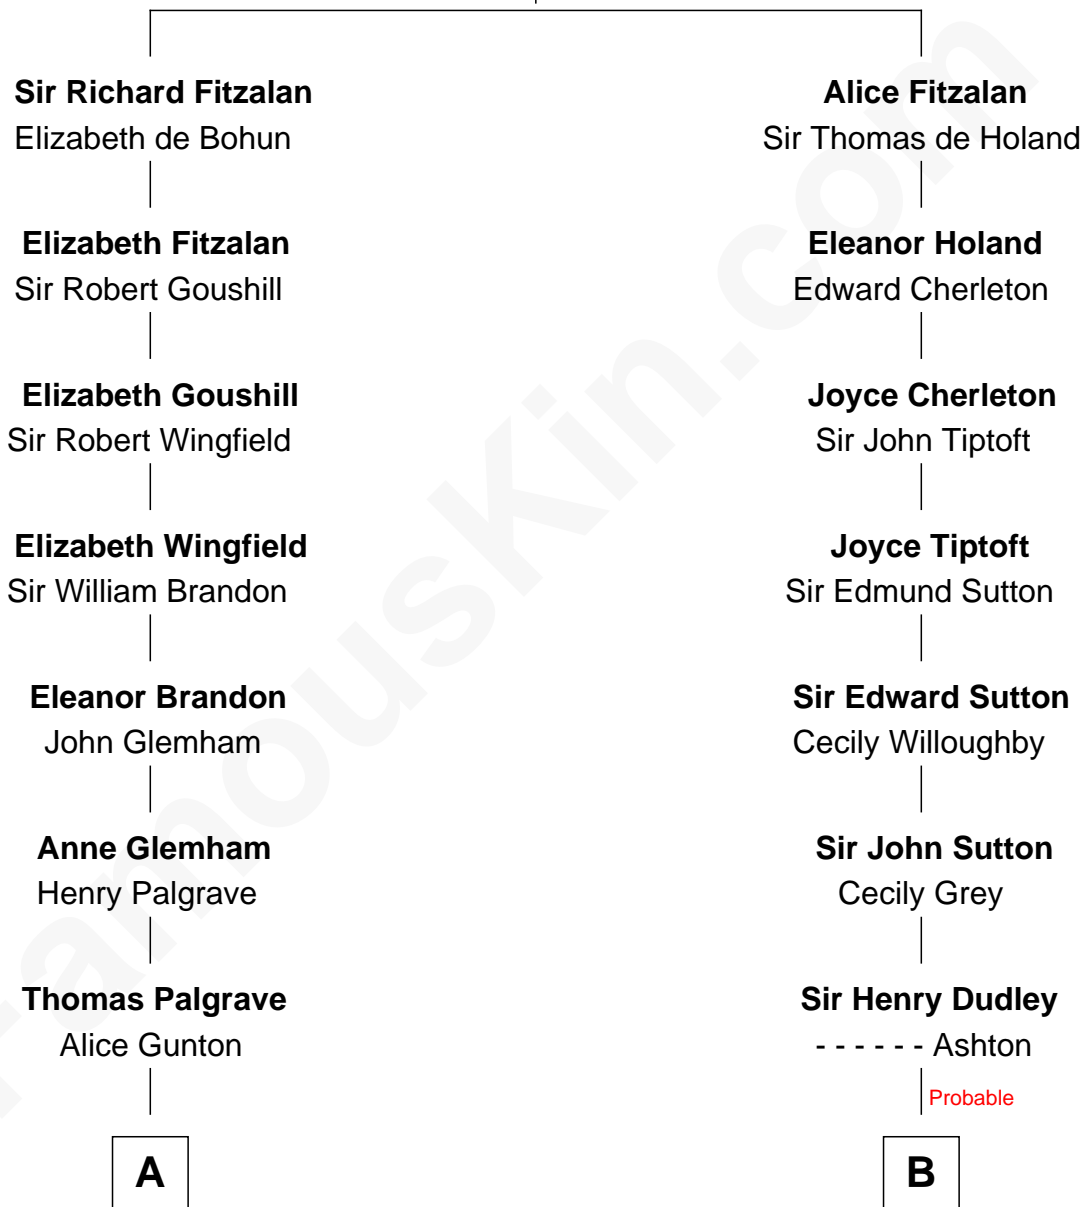 Sir Richard Fitzalan
Elizabeth de Bohun
Elizabeth Fitzalan
Sir Robert Goushill
Elizabeth Goushill
Sir Robert Wingfield
Elizabeth Wingfield
Sir William Brandon
Eleanor Brandon
John Glemham
Anne Glemham
Henry Palgrave
Thomas Palgrave
Alice Gunton
A
Alice Fitzalan
Sir Thomas de Holand
Eleanor Holand
Edward Cherleton
Joyce Cherleton
Sir John Tiptoft
Joyce Tiptoft
Sir Edmund Sutton
Sir Edward Sutton
Cecily Willoughby
Sir John Sutton
Cecily Grey
Sir Henry Dudley
- - - - - - Ashton
Probable
B
FamousKin.com